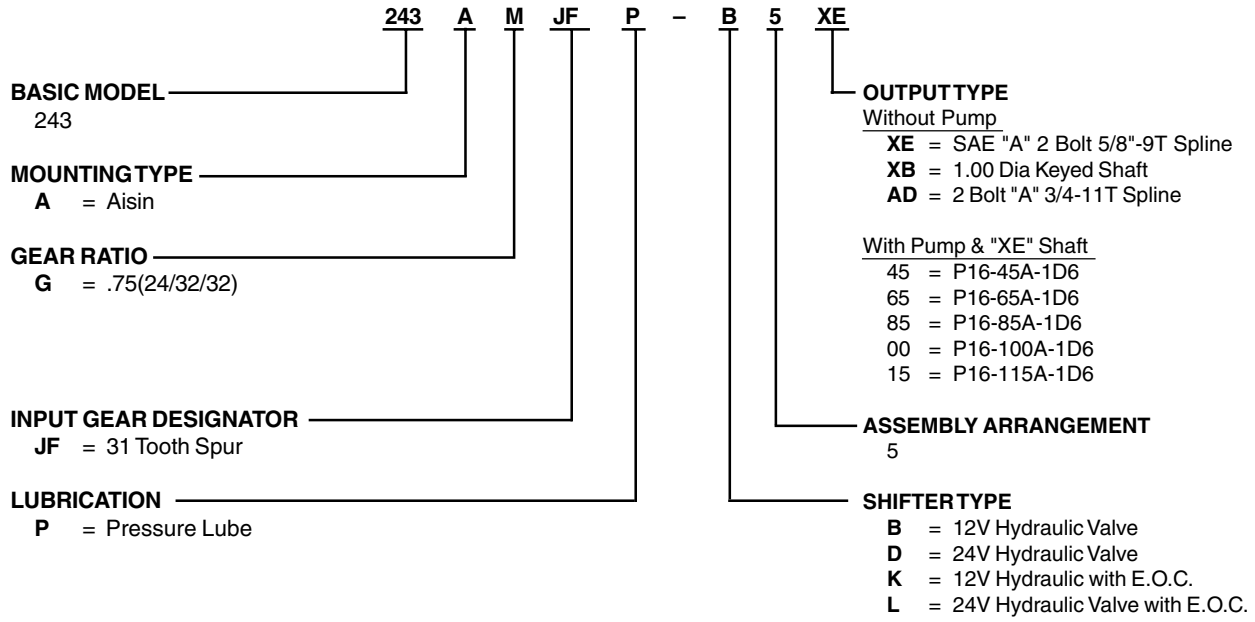 243 A M JF P – B 5 XE
BASIC MODEL
243
MOUNTING TYPE
A = Aisin
GEAR RATIO
G = .75(24/32/32)
INPUT GEAR DESIGNATOR
JF = 31 Tooth Spur
LUBRICATION
P = Pressure Lube
OUTPUT TYPE
Without Pump
XE = SAE "A" 2 Bolt 5/8"-9T Spline
XB = 1.00 Dia Keyed Shaft
AD = 2 Bolt "A" 3/4-11T Spline
With Pump & "XE" Shaft
45 = P16-45A-1D6
65 = P16-65A-1D6
85 = P16-85A-1D6
00 = P16-100A-1D6
15 = P16-115A-1D6
ASSEMBLY ARRANGEMENT
5
SHIFTER TYPE
B = 12V Hydraulic Valve
D = 24V Hydraulic Valve
K = 12V Hydraulic with E.O.C.
L = 24V Hydraulic Valve with E.O.C.